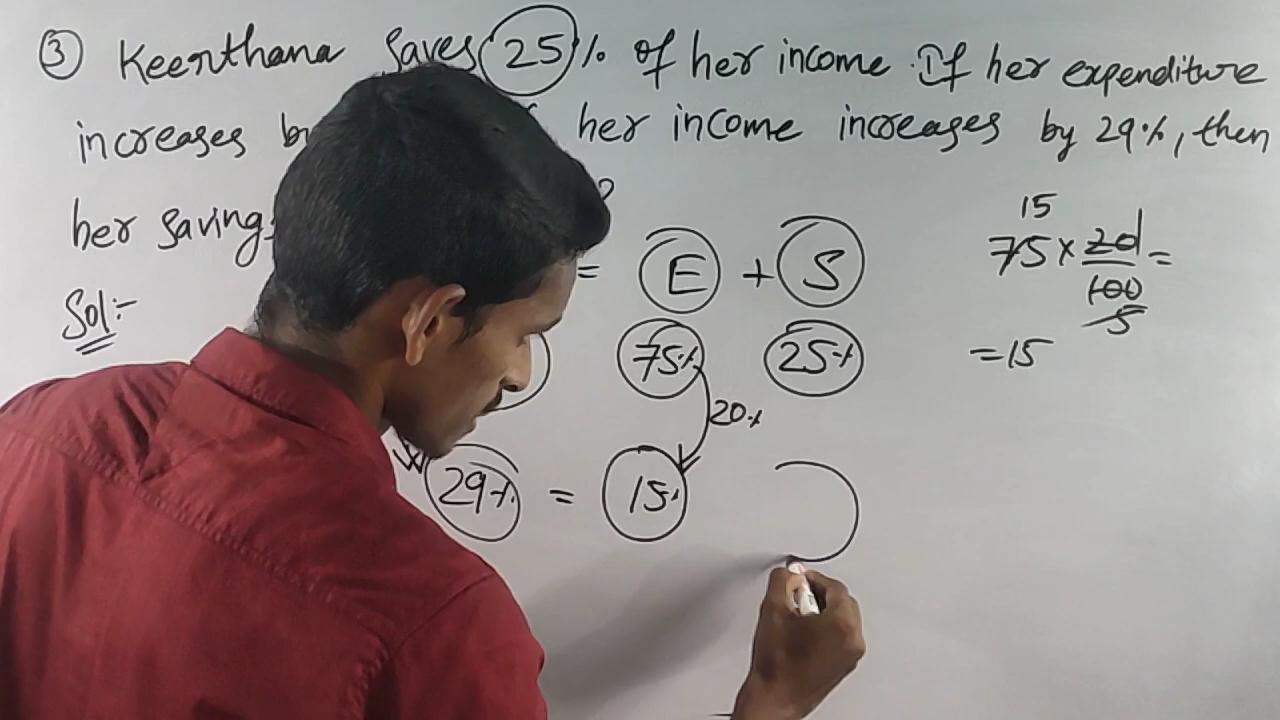 ③ Keerthana saves 25% of her income. If her expenditure
increases by her income increases by 29%, then
her saving ?
Sol:-
= E + S
75% 25%
20%
29% = 15%
15
75 × 20/100 =
5
= 15